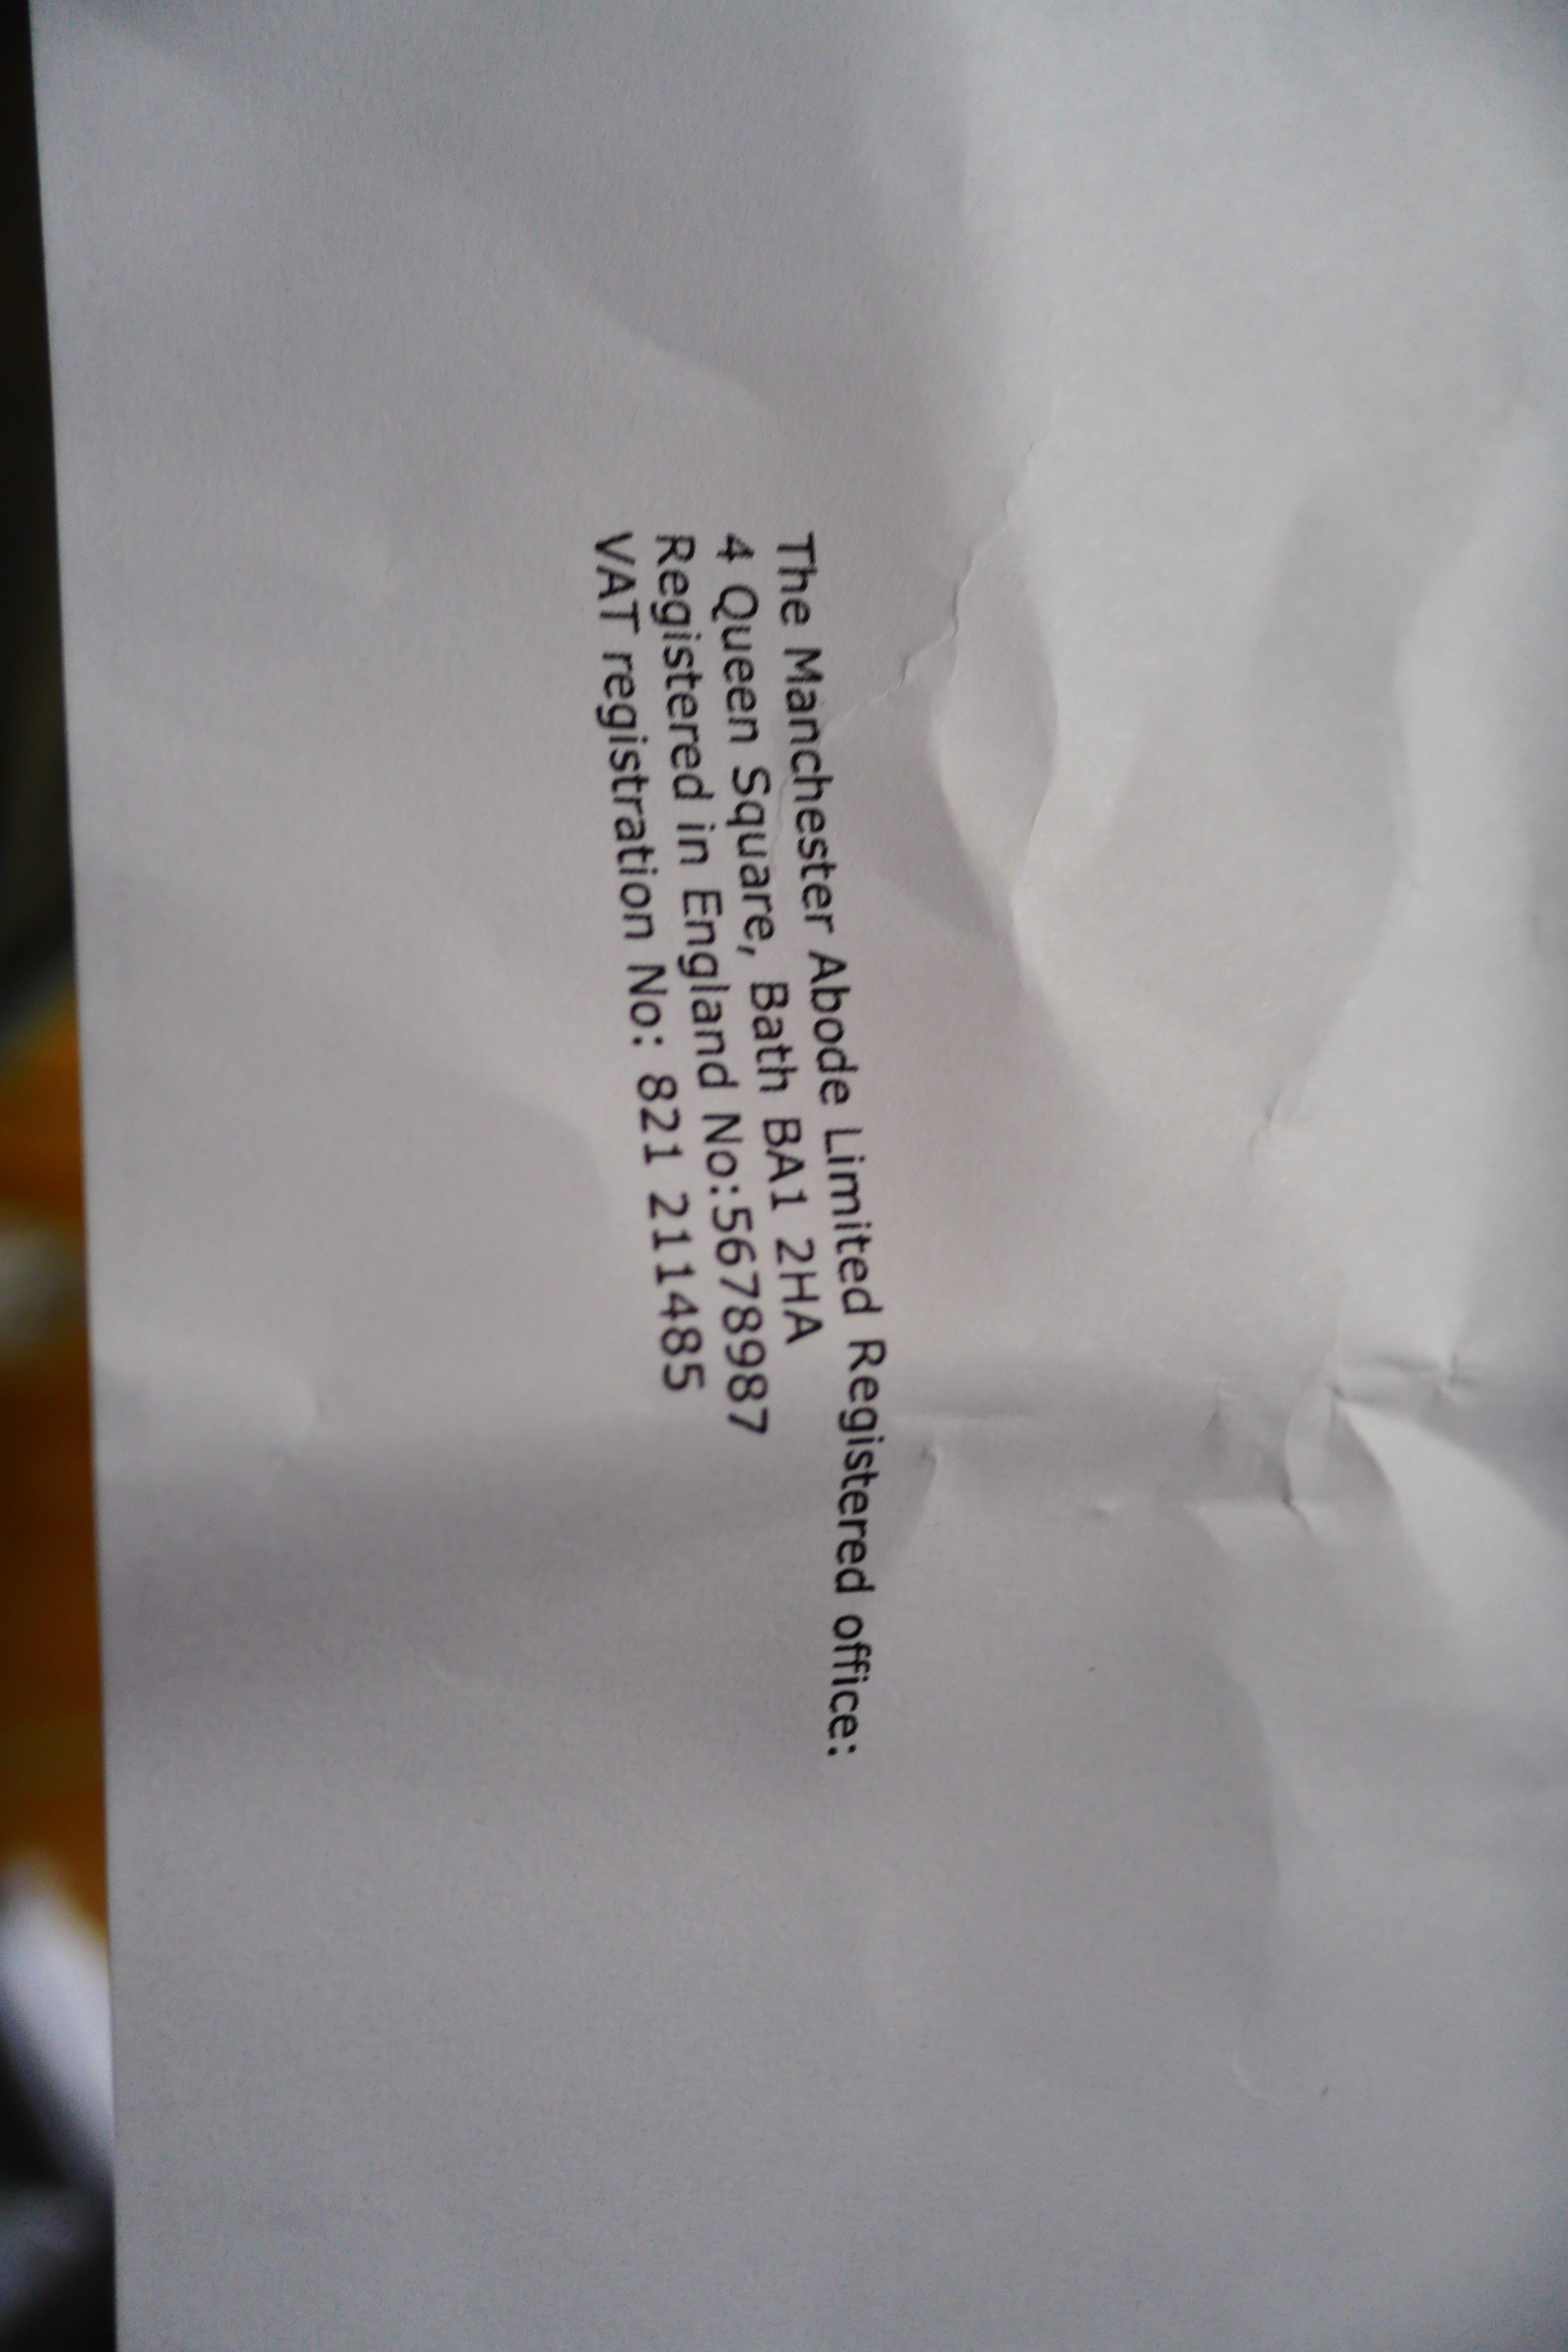 The Manchester Abode Limited Registered office:
4 Queen Square, Bath BA1 2HA
Registered in England No:5678987
VAT registration No: 821 211485